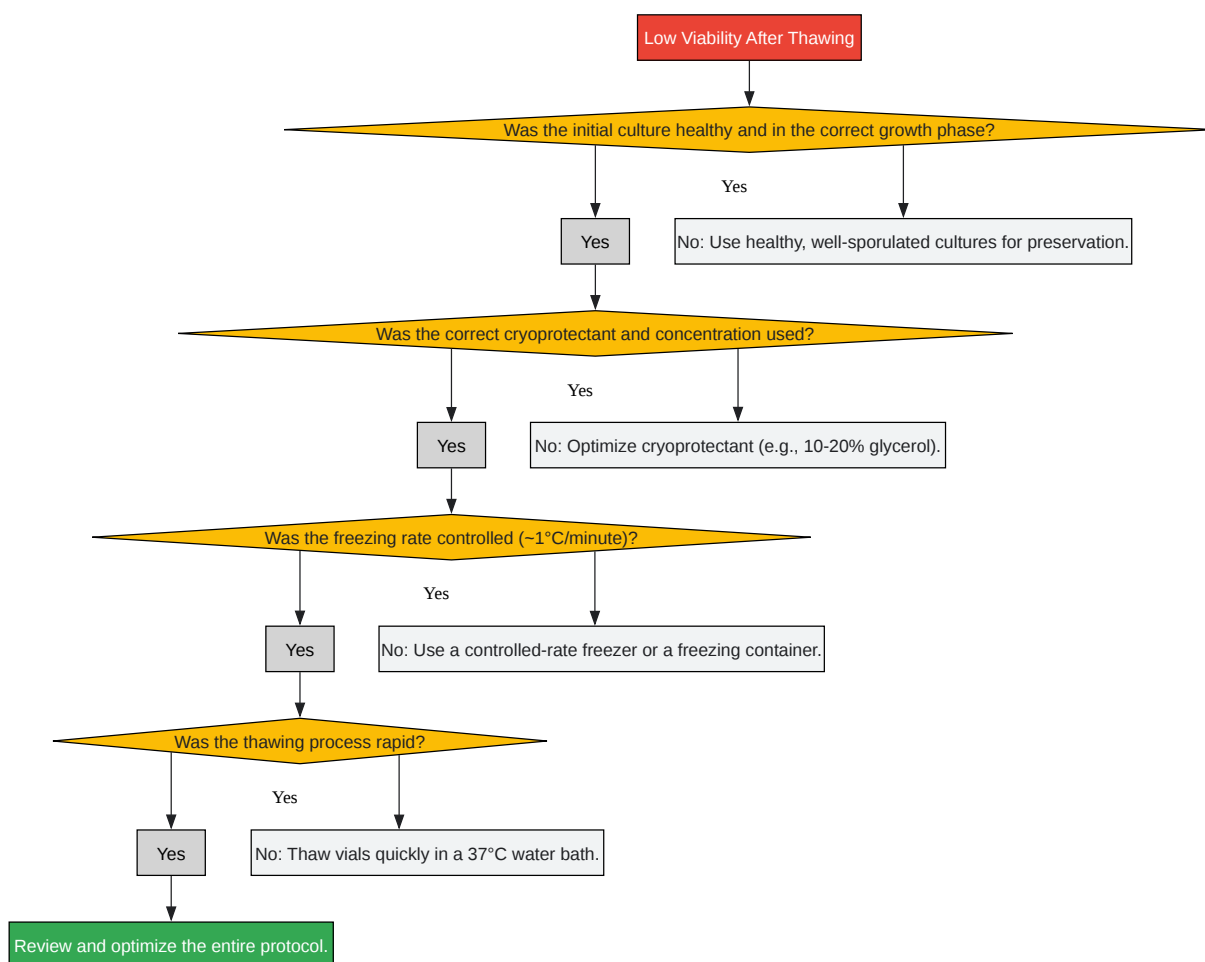 Low Viability After Thawing
Was the initial culture healthy and in the correct growth phase?
Yes
Yes
No: Use healthy, well-sporulated cultures for preservation.
Was the correct cryoprotectant and concentration used?
Yes
Yes
No: Optimize cryoprotectant (e.g., 10-20% glycerol).
Was the freezing rate controlled (~1°C/minute)?
Yes
Yes
No: Use a controlled-rate freezer or a freezing container.
Was the thawing process rapid?
Yes
Yes
No: Thaw vials quickly in a 37°C water bath.
Review and optimize the entire protocol.